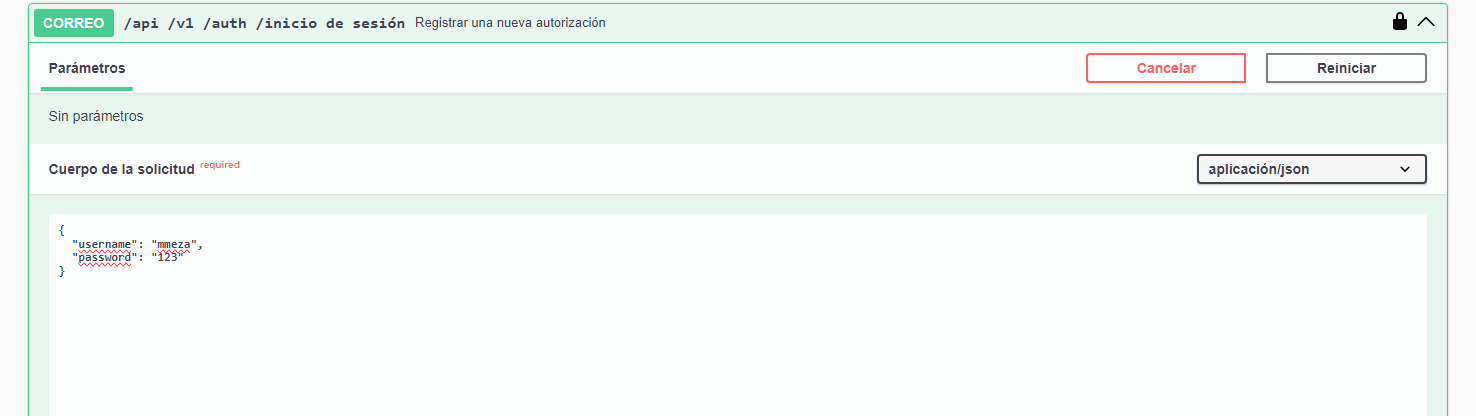 CORREO /api /v1 /auth /inicio de sesión Registrar una nueva autorización
Parámetros Cancelar Reiniciar
Sin parámetros
Cuerpo de la solicitud required aplicación/json
{
"username": "mmeza",
"password": "123"
}